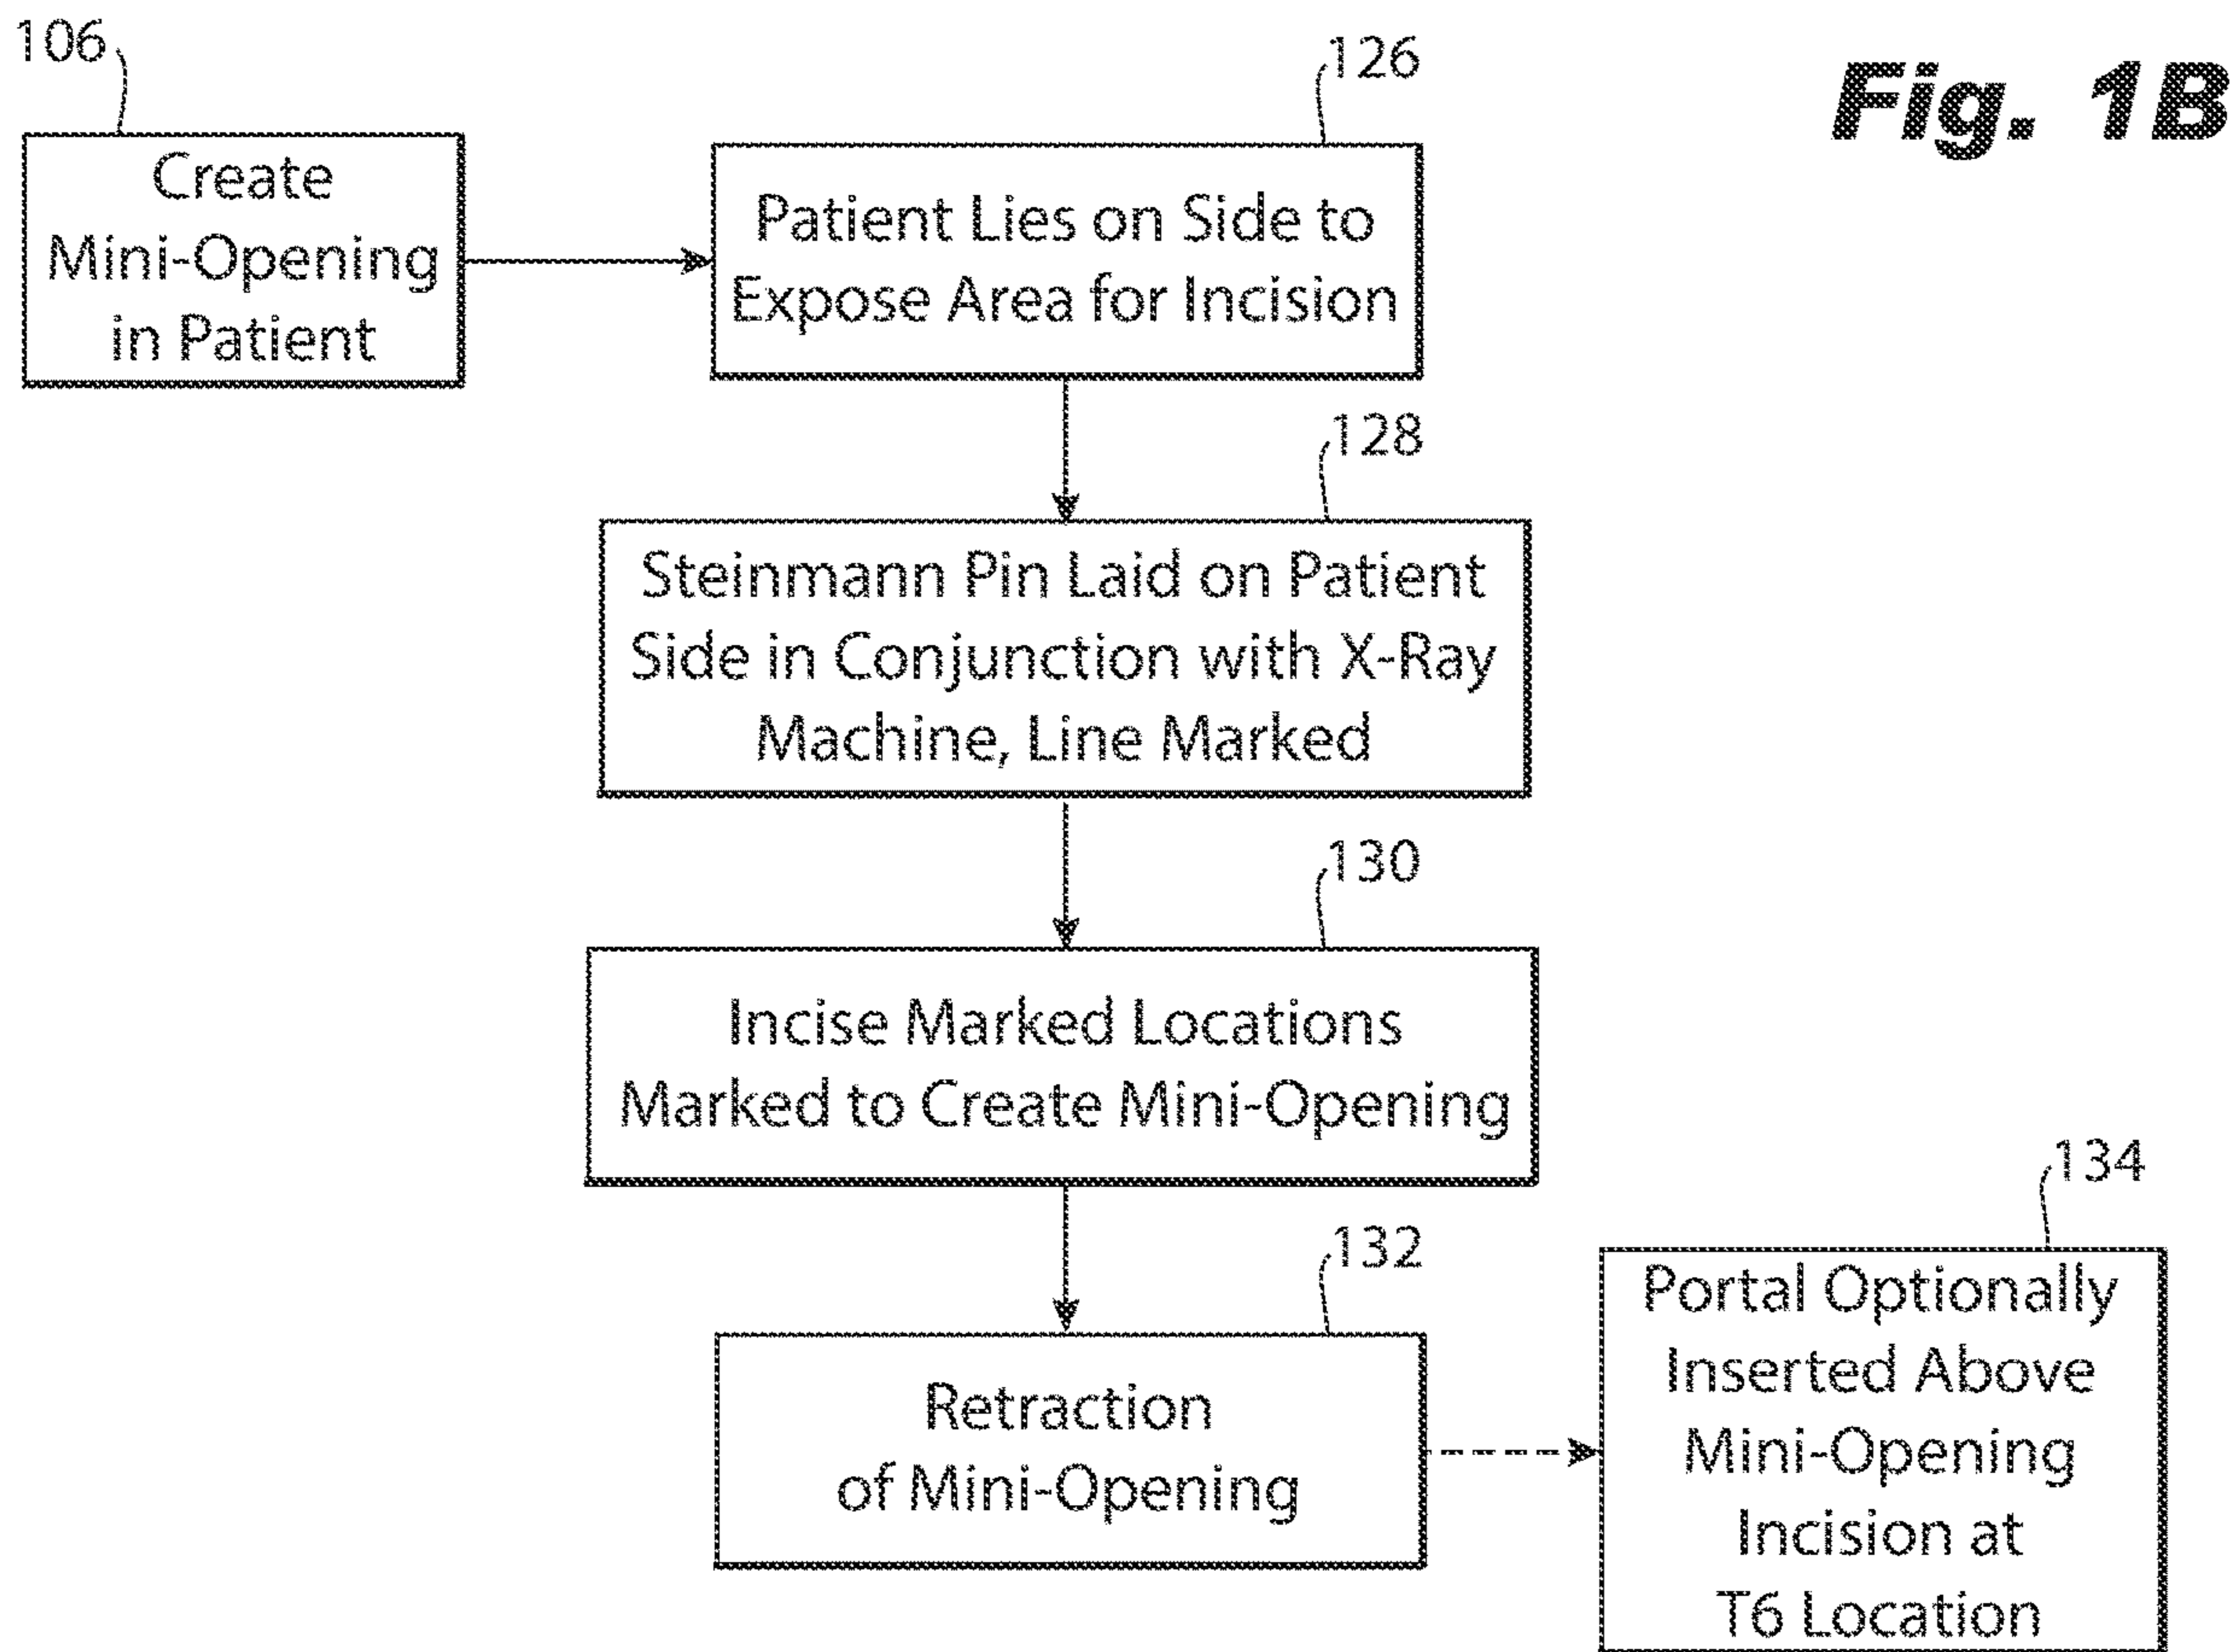 Fig. 1B
106
Create
Mini-Opening
in Patient
126
Patient Lies on Side to
Expose Area for Incision
128
Steinmann Pin Laid on Patient
Side in Conjunction with X-Ray
Machine, Line Marked
130
Incise Marked Locations
Marked to Create Mini-Opening
132
Retraction
of Mini-Opening
134
Portal Optionally
Inserted Above
Mini-Opening
Incision at
T6 Location